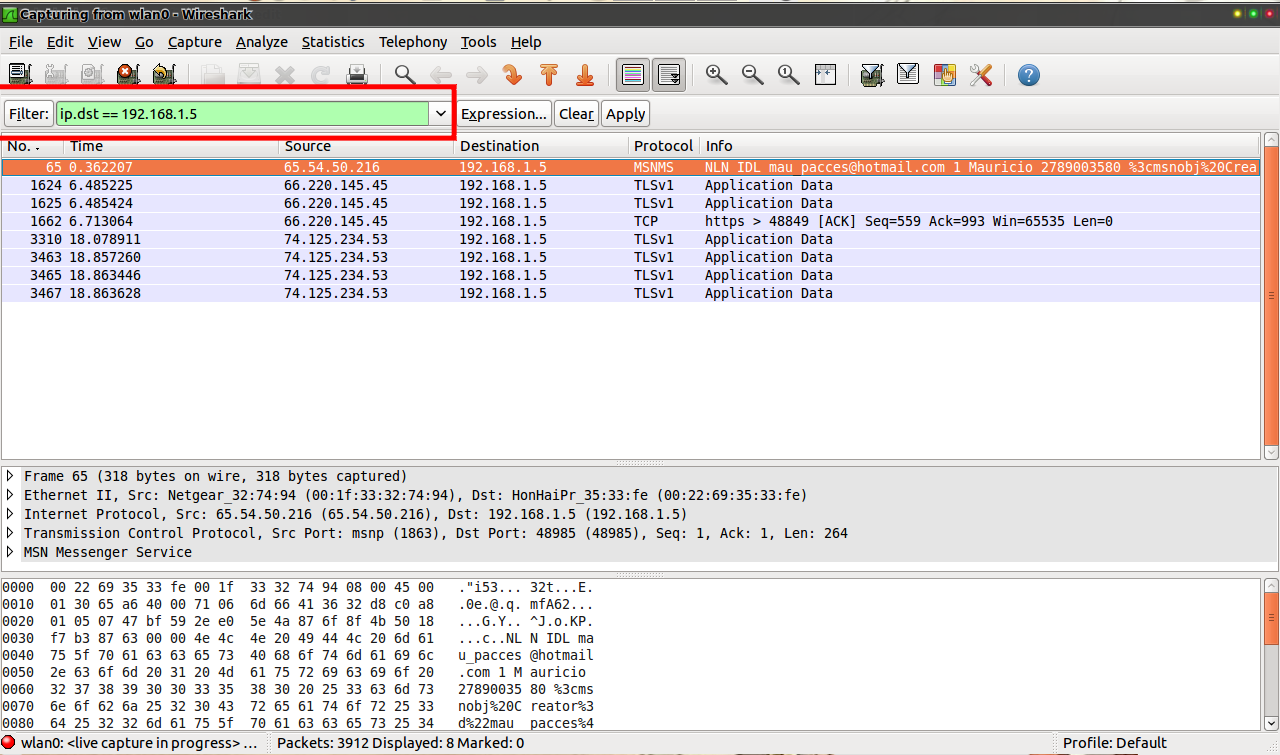 Capturing from wlan0 - Wireshark
File Edit View Go Capture Analyze Statistics Telephony Tools Help
Filter: ip.dst == 192.168.1.5 Expression... Clear Apply
No. . Time Source Destination Protocol Info
65 0.362207 65.54.50.216 192.168.1.5 MSNMS NLN IDL mau_pacces@hotmail.com 1 Mauricio 2789003580 %3cmsnobj%20Crea
1624 6.485225 66.220.145.45 192.168.1.5 TLSv1 Application Data
1625 6.485424 66.220.145.45 192.168.1.5 TLSv1 Application Data
1662 6.713064 66.220.145.45 192.168.1.5 TCP https > 48849 [ACK] Seq=559 Ack=993 Win=65535 Len=0
3310 18.078911 74.125.234.53 192.168.1.5 TLSv1 Application Data
3463 18.857260 74.125.234.53 192.168.1.5 TLSv1 Application Data
3465 18.863446 74.125.234.53 192.168.1.5 TLSv1 Application Data
3467 18.863628 74.125.234.53 192.168.1.5 TLSv1 Application Data
Frame 65 (318 bytes on wire, 318 bytes captured)
Ethernet II, Src: Netgear_32:74:94 (00:1f:33:32:74:94), Dst: HonHaiPr_35:33:fe (00:22:69:35:33:fe)
Internet Protocol, Src: 65.54.50.216 (65.54.50.216), Dst: 192.168.1.5 (192.168.1.5)
Transmission Control Protocol, Src Port: msnp (1863), Dst Port: 48985 (48985), Seq: 1, Ack: 1, Len: 264
MSN Messenger Service
0000 00 22 69 35 33 fe 00 1f 33 32 74 94 08 00 45 00 ."i53... 32t...E.
0010 01 30 65 a6 40 00 71 06 6d 66 41 36 32 d8 c0 a8 .0e.@.q. mfA62...
0020 01 05 07 47 bf 59 2e e0 5e 4a 87 6f 8f 4b 50 18 ...G.Y.. ^J.o.KP.
0030 f7 b3 87 63 00 00 4e 4c 4e 20 49 44 4c 20 6d 61 ...c..NL N IDL ma
0040 75 5f 70 61 63 63 65 73 40 68 6f 74 6d 61 69 6c u_pacces @hotmail
0050 2e 63 6f 6d 20 31 20 4d 61 75 72 69 63 69 6f 20 .com 1 M auricio
0060 32 37 38 39 30 30 33 35 38 30 20 25 33 63 6d 73 27890035 80 %3cms
0070 6e 6f 62 6a 25 32 30 43 72 65 61 74 6f 72 25 33 nobj%20C reator%3
0080 64 25 32 32 6d 61 75 5f 70 61 63 63 65 73 25 34 d%22mau_ pacces%4
wlan0: <live capture in progress> ... Packets: 3912 Displayed: 8 Marked: 0 Profile: Default